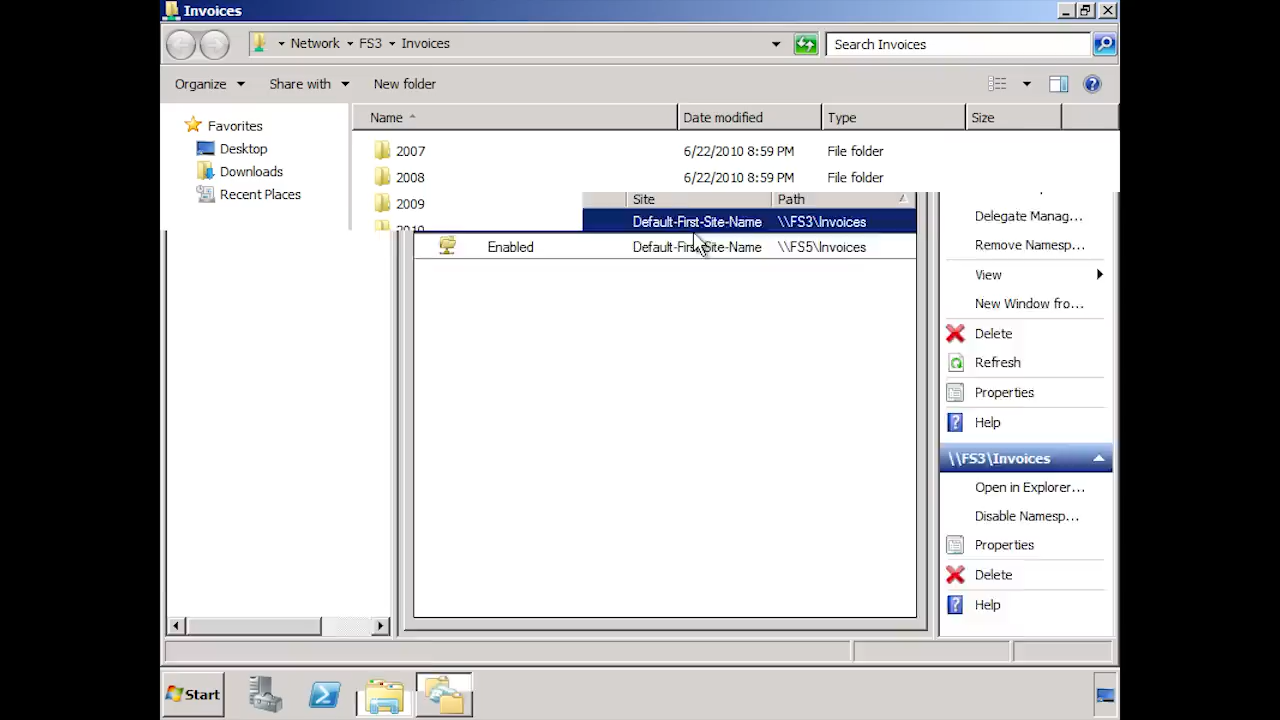 Invoices
Network FS3 Invoices
Search Invoices
Organize Share with New folder
Name Date modified Type Size
Favorites
Desktop
Downloads
Recent Places
2007 6/22/2010 8:59 PM File folder
2008 6/22/2010 8:59 PM File folder
2009
2010
Site Path
Default-First-Site-Name \\FS3\Invoices
Enabled Default-First-Site-Name \\FS5\Invoices
Delegate Manag...
Remove Namesp...
View
New Window fro...
Delete
Refresh
Properties
Help
\\FS3\Invoices
Open in Explorer...
Disable Namesp...
Properties
Delete
Help
Start